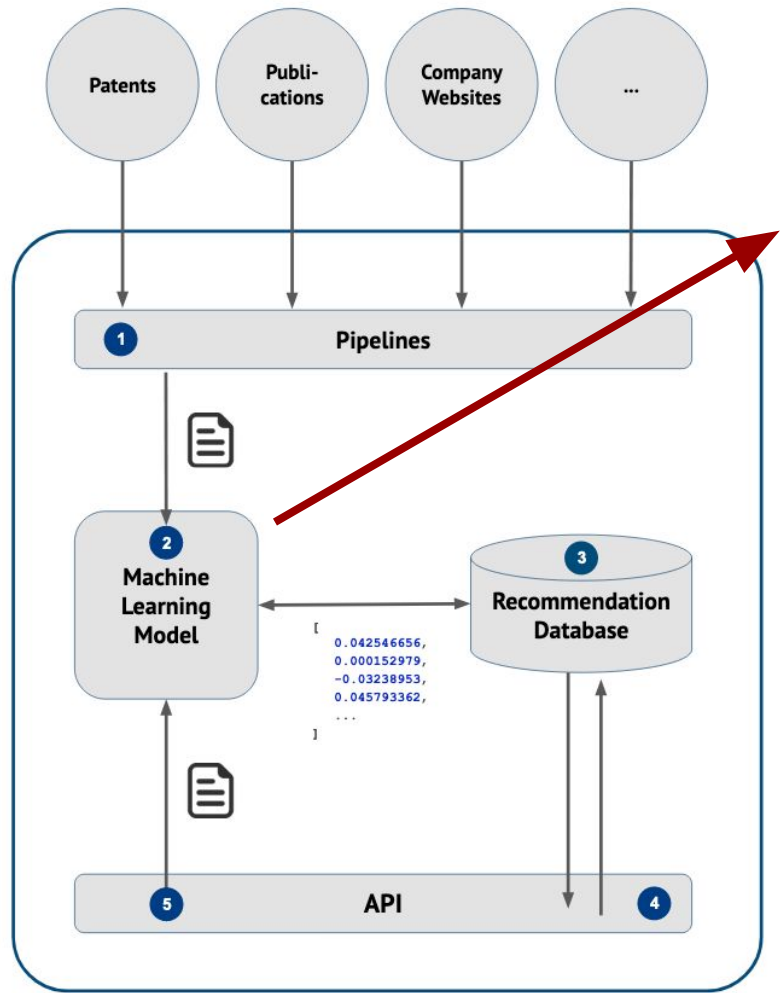 Patents
Publi-
cations
Company
Websites
...
1
Pipelines
2
Machine
Learning
Model
3
Recommendation
Database
[
0.042546656,
0.000152979,
-0.03238953,
0.045793362,
...
]
5
API
4